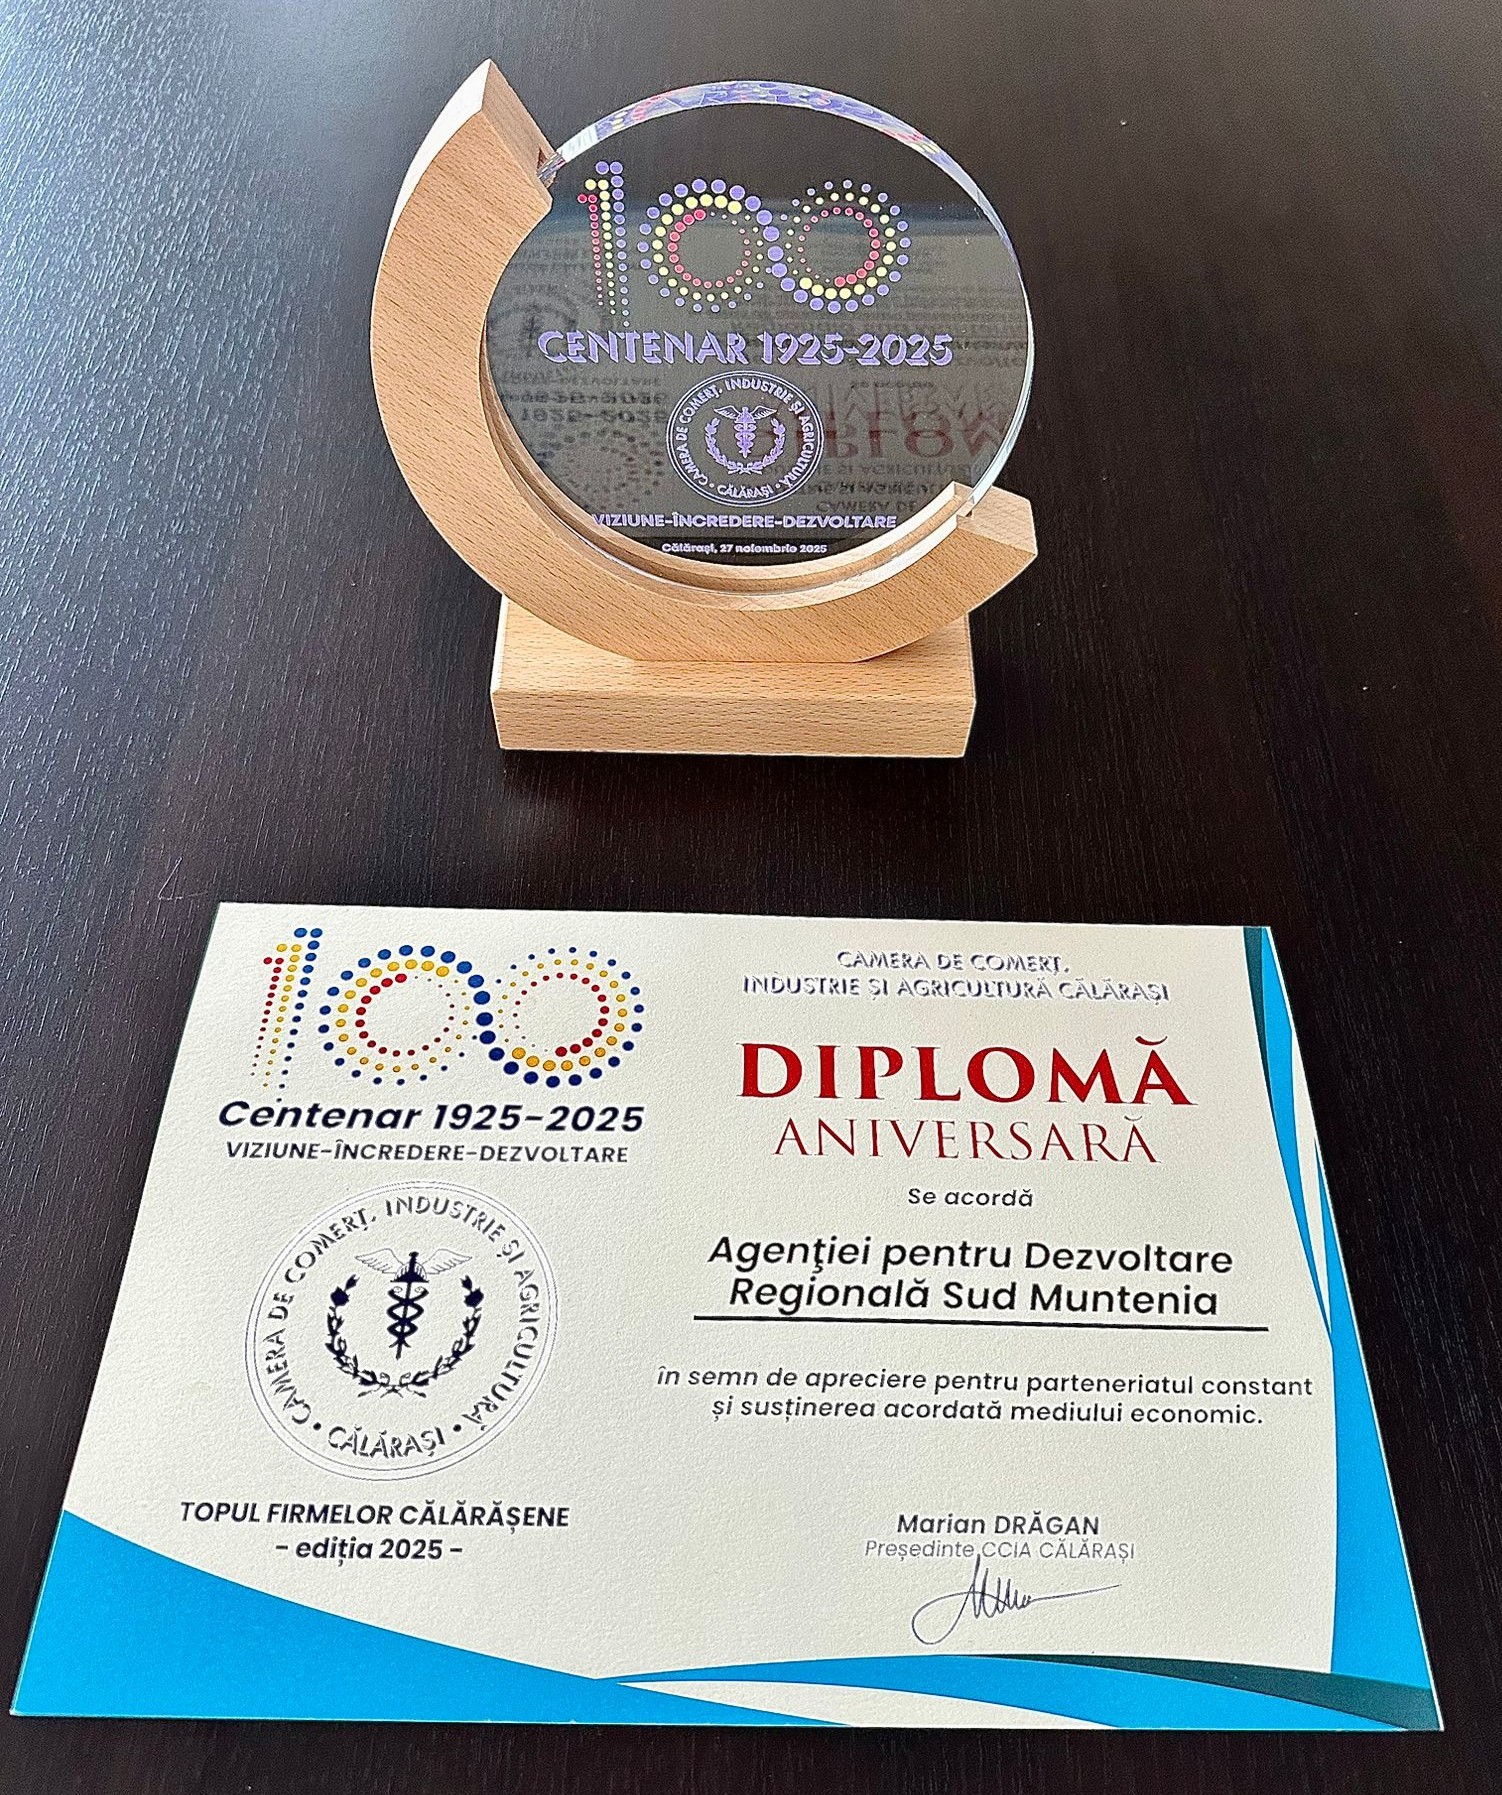 100
CENTENAR 1925-2025
CAMERA DE COMERȚ, INDUSTRIE ȘI AGRICULTURĂ
• CĂLĂRAȘI •
VIZIUNE-ÎNCREDERE-DEZVOLTARE
Călărași, 27 noiembrie 2025
100
Centenar 1925-2025
VIZIUNE-ÎNCREDERE-DEZVOLTARE
CAMERA DE COMERȚ, INDUSTRIE ȘI AGRICULTURĂ
• CĂLĂRAȘI •
TOPUL FIRMELOR CĂLĂRĂȘENE
- ediția 2025 -
CAMERA DE COMERȚ,
INDUSTRIE ȘI AGRICULTURĂ CĂLĂRAȘI
DIPLOMĂ
ANIVERSARĂ
Se acordă
Agenţiei pentru Dezvoltare
Regională Sud Muntenia
în semn de apreciere pentru parteneriatul constant
și susținerea acordată mediului economic.
Marian DRĂGAN
Președinte CCIA CĂLĂRAȘI